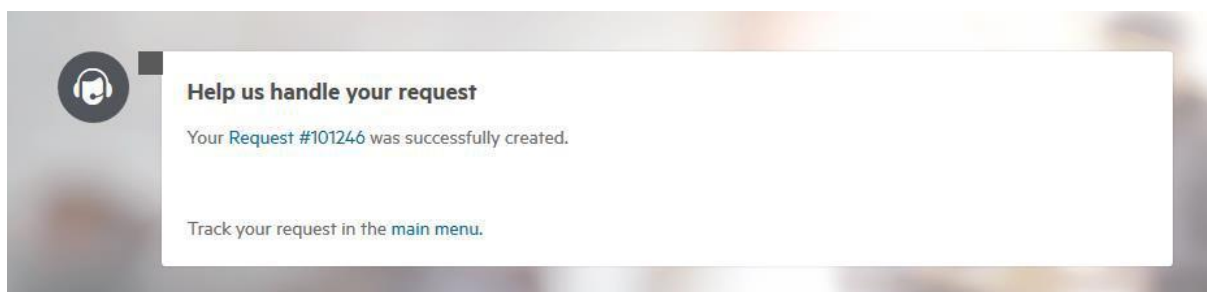 Help us handle your request
Your Request #101246 was successfully created.
Track your request in the main menu.